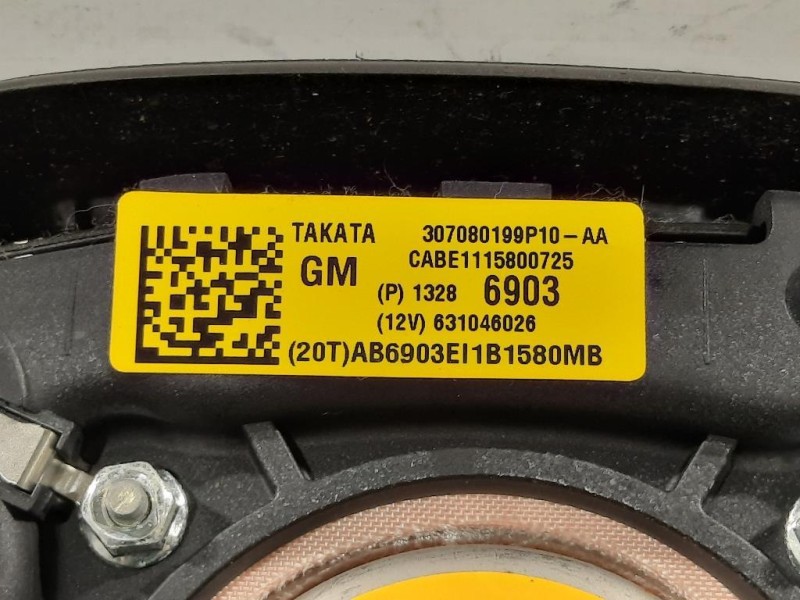 TAKATA 307080199P10-AA
GM CABE1115800725
(P) 1328 6903
(12V) 631046026
(20T)AB6903EI1B1580MB